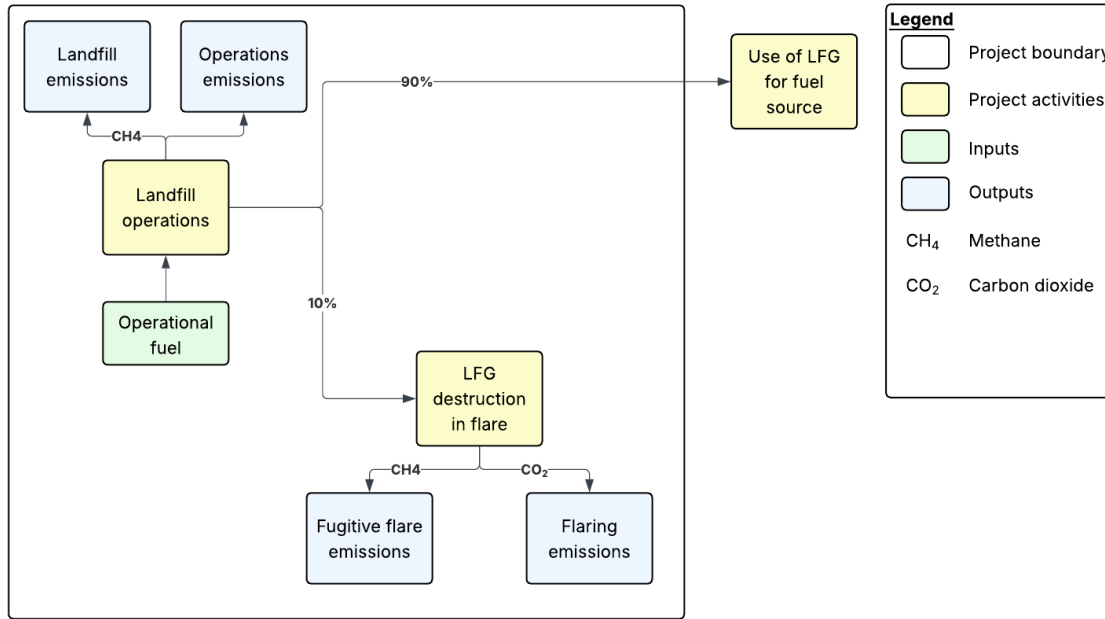 Landfill
emissions
Operations
emissions
CH4
Landfill
operations
Operational
fuel
90%
10%
Use of LFG
for fuel
source
LFG
destruction
in flare
CH4
CO₂
Fugitive flare
emissions
Flaring
emissions
Legend
Project boundary
Project activities
Inputs
Outputs
CH₄ Methane
CO₂ Carbon dioxide